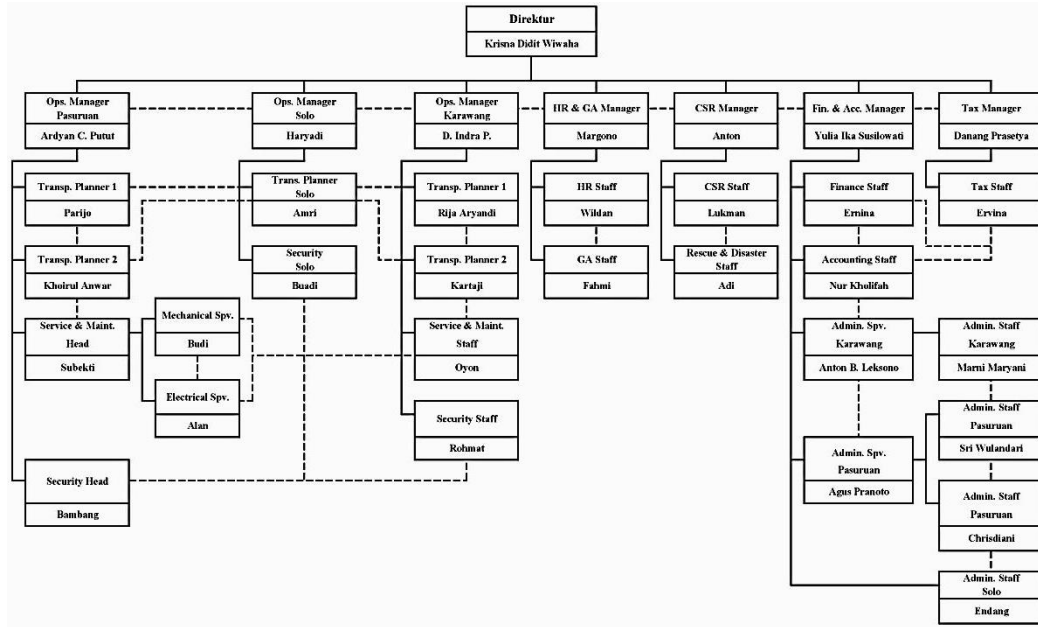 Direktur
Krisna Didit Wiwaha
Ops. Manager
Pasuruan
Ardyan C. Putut
Ops. Manager
Solo
Haryadi
Ops. Manager
Karawang
D. Indra P.
HR & GA Manager
Margono
CSR Manager
Anton
Fin. & Acc. Manager
Yulia Ika Susilowati
Tax Manager
Danang Prasetya
Transp. Planner 1
Parijo
Trans. Planner
Solo
Amri
Transp. Planner 1
Rija Aryandi
HR Staff
Wildan
CSR Staff
Lukman
Finance Staff
Ernina
Tax Staff
Ervina
Transp. Planner 2
Khoirul Anwar
Security
Solo
Buadi
Transp. Planner 2
Kartaji
GA Staff
Fahmi
Rescue & Disaster
Staff
Adi
Accounting Staff
Nur Kholifah
Service & Maint.
Head
Subekti
Mechanical Spv.
Budi
Electrical Spv.
Alan
Service & Maint.
Staff
Oyon
Admin. Spv.
Karawang
Anton B. Leksono
Admin. Staff
Karawang
Marni Maryani
Security Staff
Rohmat
Admin. Staff
Pasuruan
Sri Wulandari
Security Head
Bambang
Admin. Spv.
Pasuruan
Agus Pranoto
Admin. Staff
Pasuruan
Chrisdiani
Admin. Staff
Solo
Endang